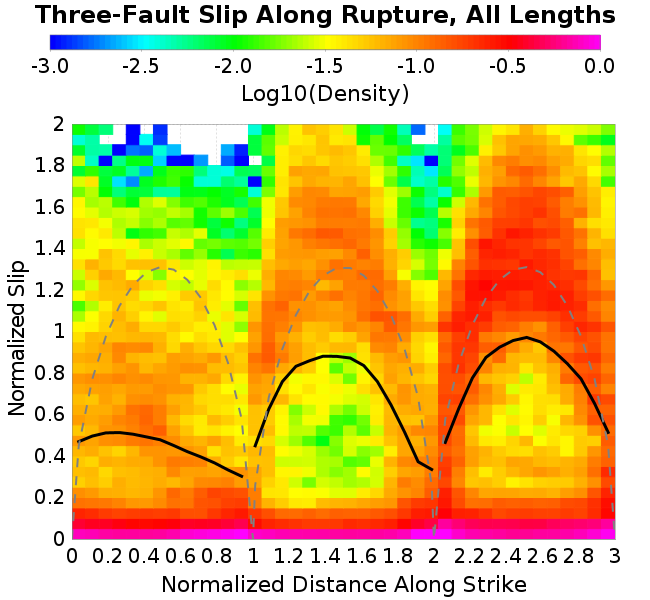 Three-Fault Slip Along Rupture, All Lengths
-3.0 -2.5 -2.0 -1.5 -1.0 -0.5 0.0
Log10(Density)
2
1.8
1.6
1.4
1.2
1
0.8
0.6
0.4
0.2
0
Normalized Slip
0 0.2 0.4 0.6 0.8 1 1.2 1.4 1.6 1.8 2 2.2 2.4 2.6 2.8 3
Normalized Distance Along Strike